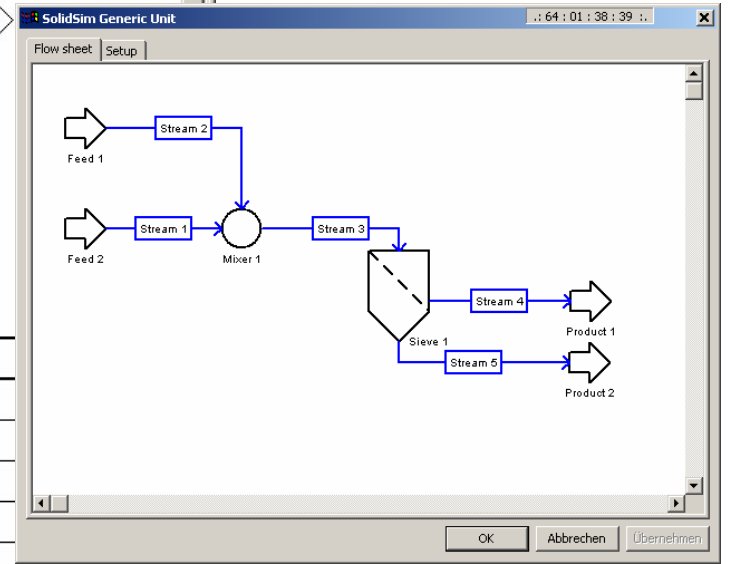 SolidSim Generic Unit
.: 64 : 01 : 38 : 39 :.
Flow sheet
Setup
Stream 2
Feed 1
Stream 1
Stream 3
Feed 2
Mixer 1
Stream 4
Product 1
Sieve 1
Stream 5
Product 2
OK
Abbrechen
Übernehmen